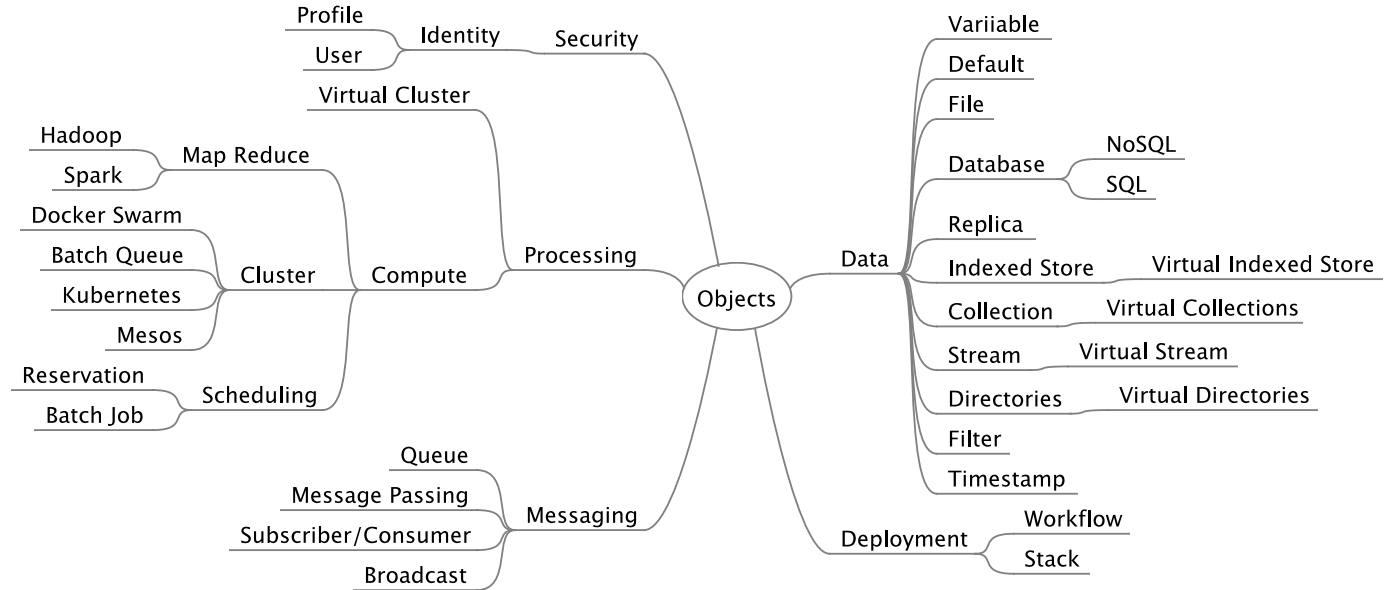 Profile
User
Identity
Security
Virtual Cluster
Hadoop
Spark
Map Reduce
Docker Swarm
Batch Queue
Kubernetes
Mesos
Cluster
Compute
Processing
Reservation
Batch Job
Scheduling
Queue
Message Passing
Subscriber/Consumer
Broadcast
Messaging
Objects
Data
Variiable
Default
File
Database
NoSQL
SQL
Replica
Indexed Store
Virtual Indexed Store
Collection
Virtual Collections
Stream
Virtual Stream
Directories
Virtual Directories
Filter
Timestamp
Deployment
Workflow
Stack